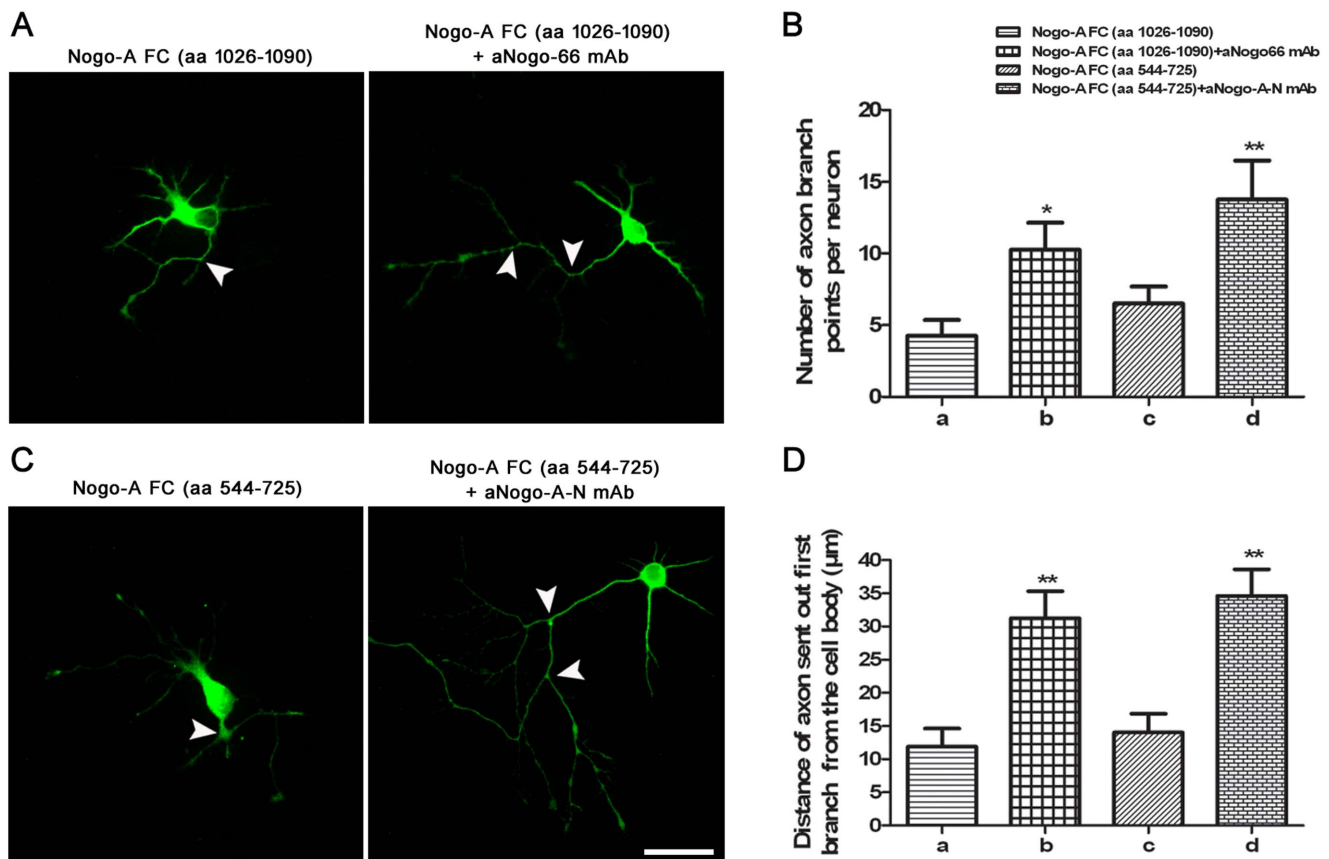 A
Nogo-A FC (aa 1026-1090)
Nogo-A FC (aa 1026-1090)
+ aNogo-66 mAb
B
Nogo-A FC (aa 1026-1090)
Nogo-A FC (aa 1026-1090)+aNogo66 mAb
Nogo-A FC (aa 544-725)
Nogo-A FC (aa 544-725)+aNogo-A-N mAb
Number of axon branch
points per neuron
20
15
10
5
0
*
**
a b c d
C
Nogo-A FC (aa 544-725)
Nogo-A FC (aa 544-725)
+ aNogo-A-N mAb
D
Distance of axon sent out first
branch from the cell body (µm)
40
35
30
25
20
15
10
5
0
**
**
a b c d